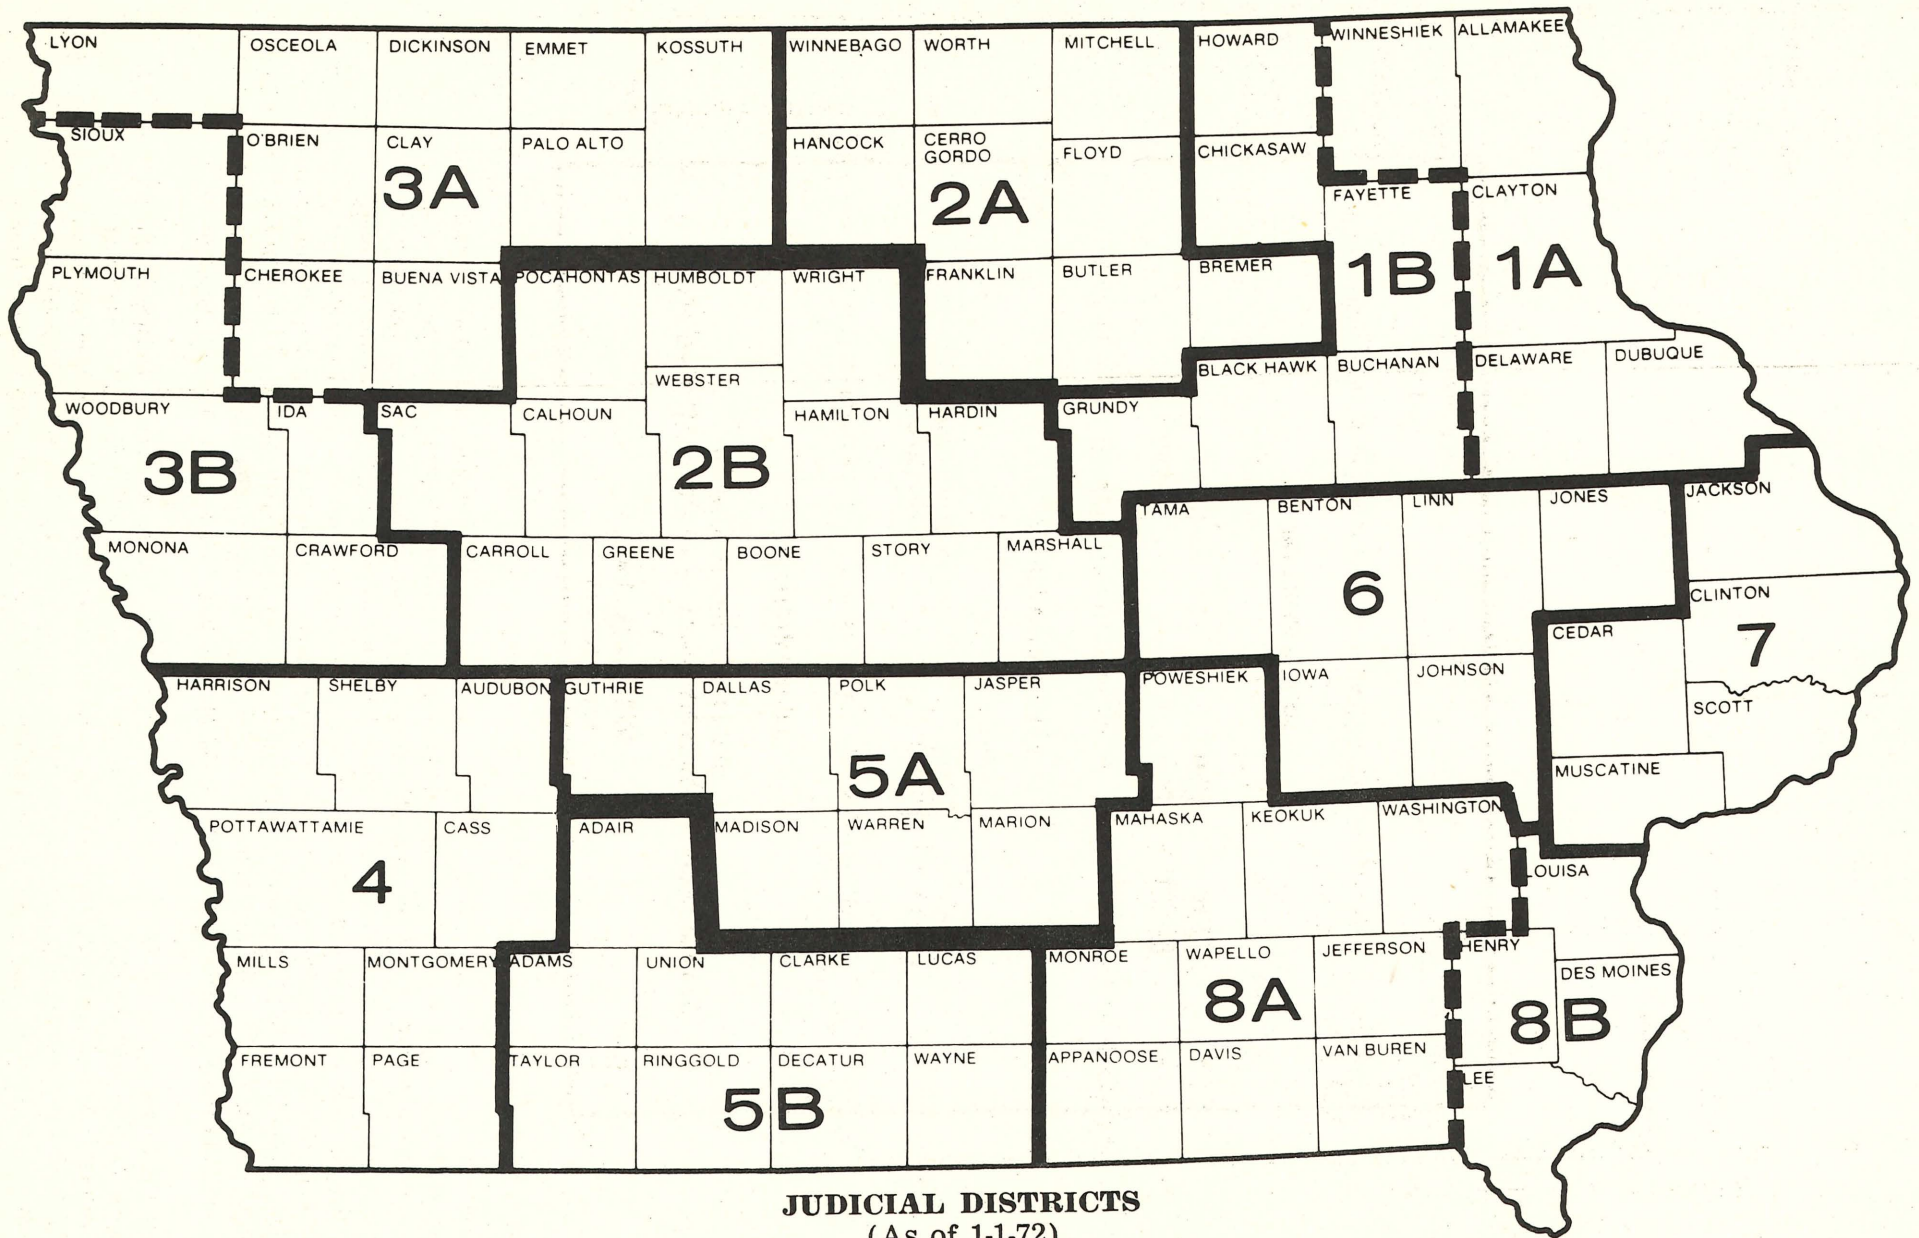 LYON
OSCEOLA
DICKINSON
EMMET
KOSSUTH
WINNEBAGO
WORTH
MITCHELL
HOWARD
WINNESHIEK
ALLAMAKEE
SIOUX
O'BRIEN
CLAY
PALO ALTO
HANCOCK
CERRO
GORDO
FLOYD
CHICKASAW
FAYETTE
CLAYTON
3A
2A
1B
1A
PLYMOUTH
CHEROKEE
BUENA VISTA
POCAHONTAS
HUMBOLDT
WRIGHT
FRANKLIN
BUTLER
BREMER
WEBSTER
BLACK HAWK
BUCHANAN
DELAWARE
DUBUQUE
WOODBURY
IDA
SAC
CALHOUN
HAMILTON
HARDIN
GRUNDY
3B
2B
TAMA
BENTON
LINN
JONES
JACKSON
MONONA
CRAWFORD
CARROLL
GREENE
BOONE
STORY
MARSHALL
6
CLINTON
CEDAR
7
HARRISON
SHELBY
AUDUBON
GUTHRIE
DALLAS
POLK
JASPER
POWESHIEK
IOWA
JOHNSON
SCOTT
5A
MUSCATINE
POTTAWATTAMIE
CASS
ADAIR
MADISON
WARREN
MARION
MAHASKA
KEOKUK
WASHINGTON
4
LOUISA
MILLS
MONTGOMERY
ADAMS
UNION
CLARKE
LUCAS
MONROE
WAPELLO
JEFFERSON
HENRY
DES MOINES
8A
8B
FREMONT
PAGE
TAYLOR
RINGGOLD
DECATUR
WAYNE
APPANOOSE
DAVIS
VAN BUREN
LEE
5B
JUDICIAL DISTRICTS
(As of 1-1-72)